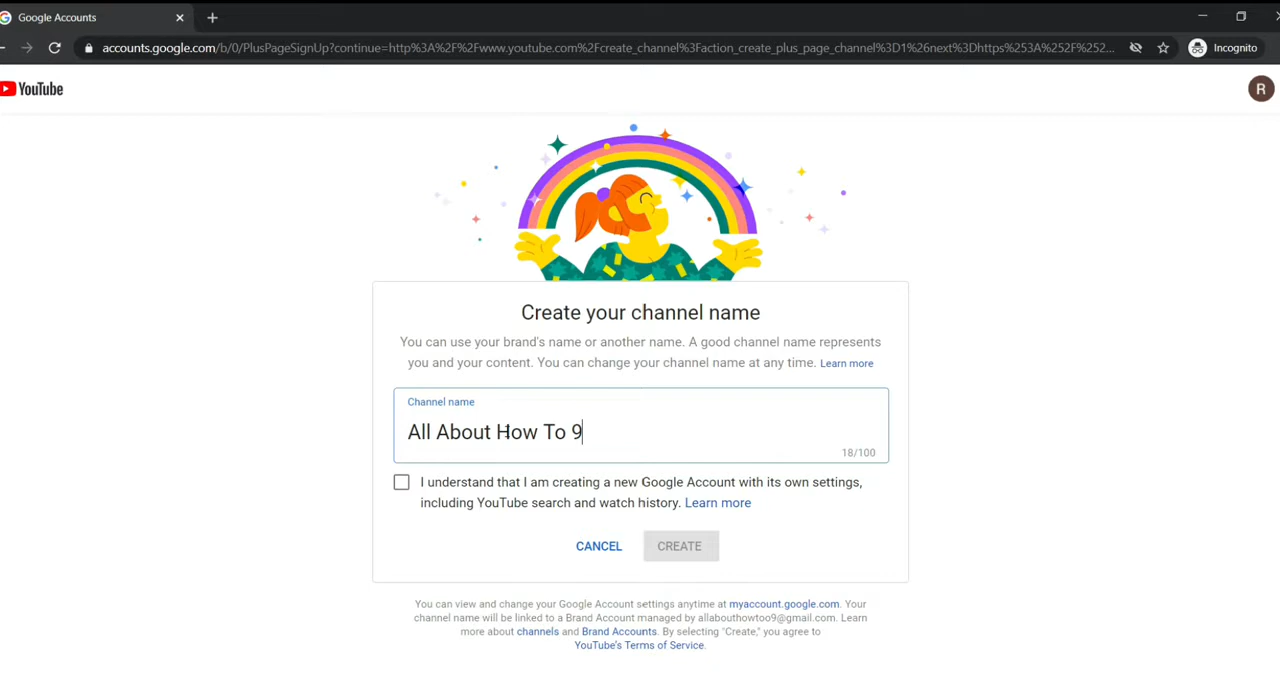 Google Accounts
accounts.google.com/b/0/PlusPageSignUp?continue=http%3A%2F%2Fwww.youtube.com%2Fcreate_channel%3Faction_create_plus_page_channel%3D1%26next%3Dhttps%253A%252F%252...
Incognito
YouTube
R
Create your channel name
You can use your brand's name or another name. A good channel name represents
you and your content. You can change your channel name at any time. Learn more
Channel name
All About How To 9
18/100
I understand that I am creating a new Google Account with its own settings,
including YouTube search and watch history. Learn more
CANCEL
CREATE
You can view and change your Google Account settings anytime at myaccount.google.com. Your
channel name will be linked to a Brand Account managed by allabouthowtoo9@gmail.com. Learn
more about channels and Brand Accounts. By selecting "Create," you agree to
YouTube's Terms of Service.